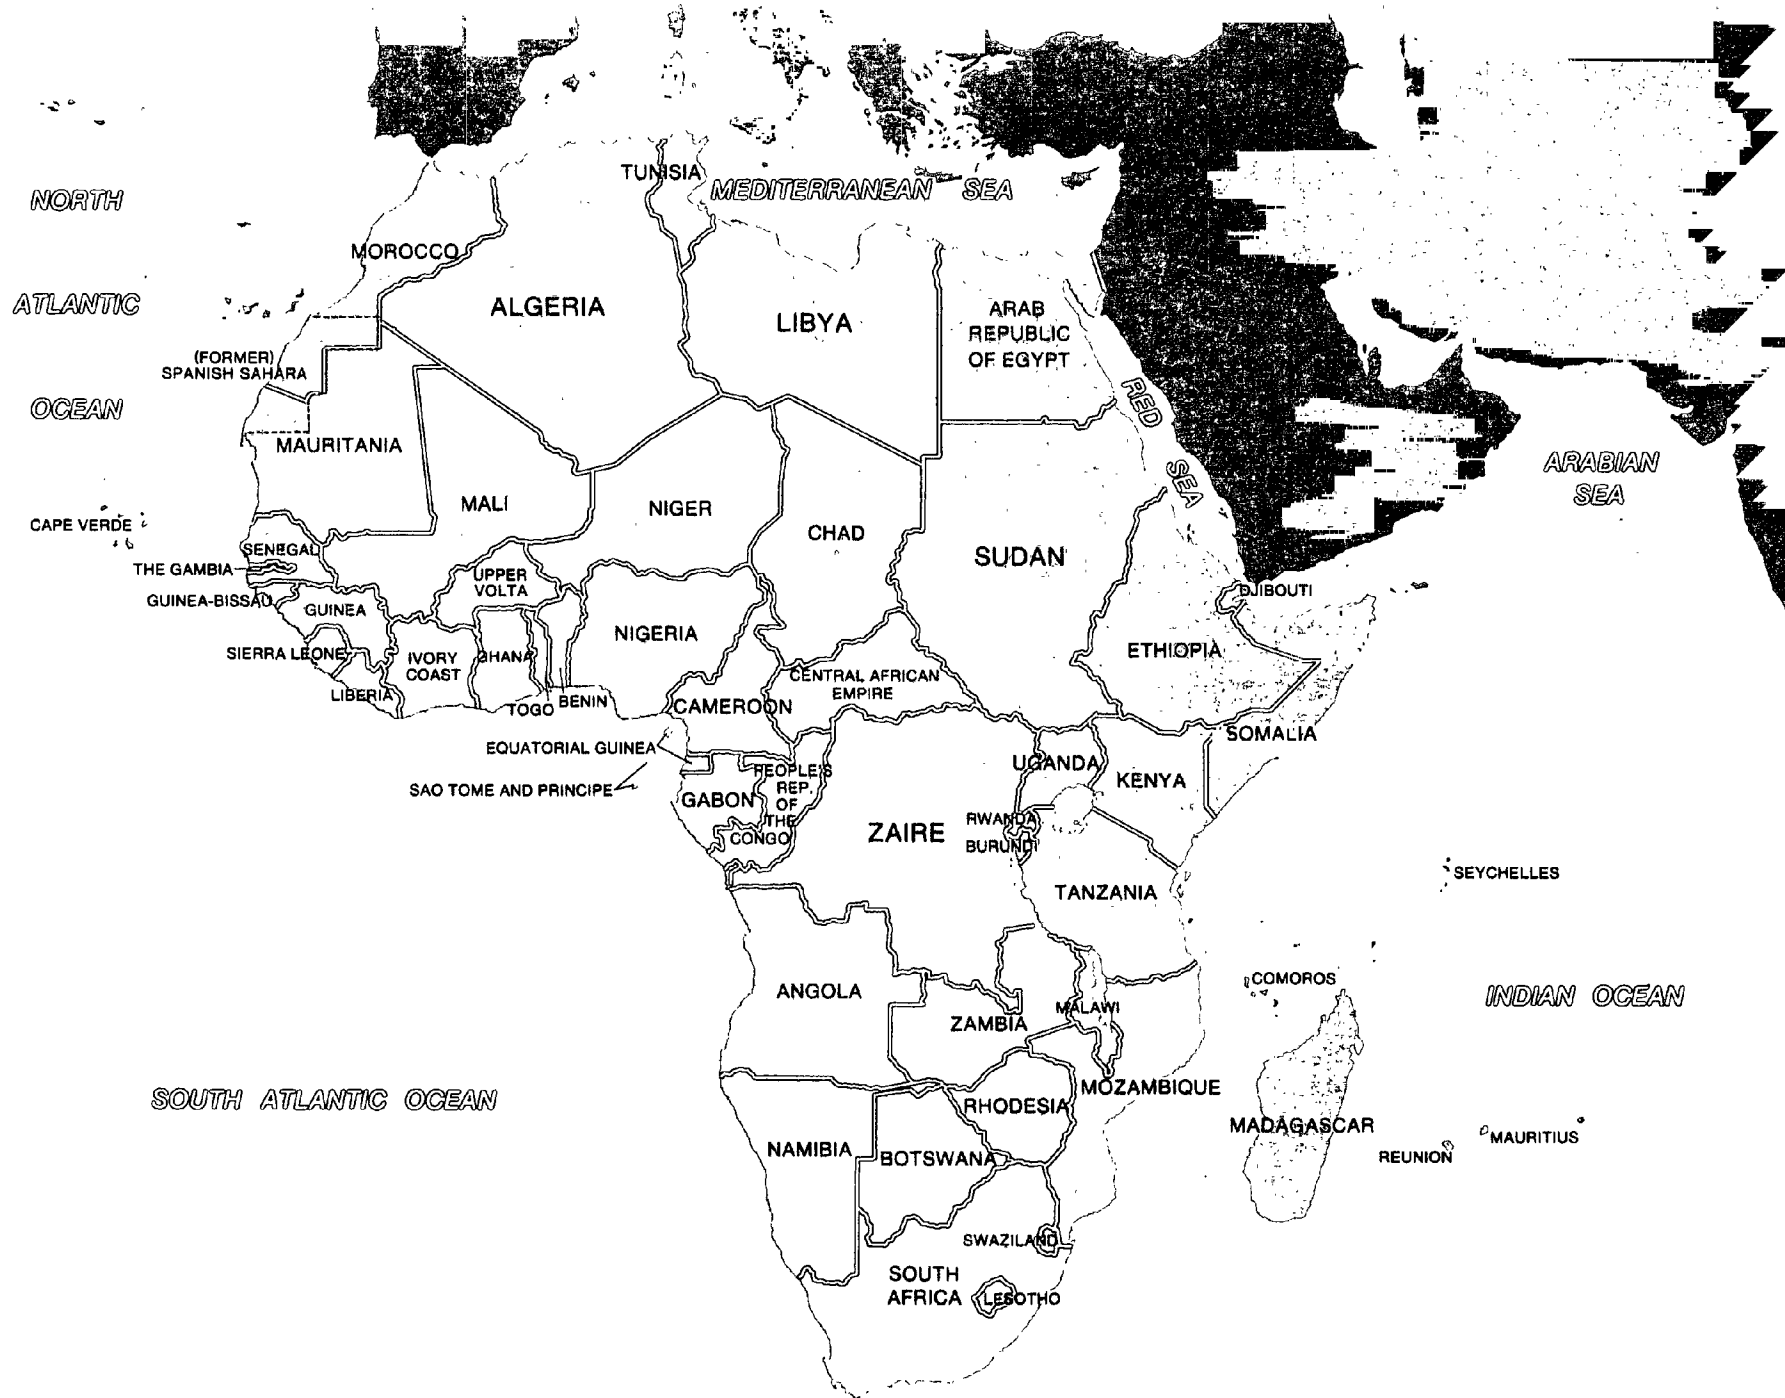 TUNISIA
MEDITERRANEAN SEA
NORTH
ATLANTIC
OCEAN
MOROCCO
ALGERIA
LIBYA
ARAB
REPUBLIC
OF EGYPT
(FORMER)
SPANISH SAHARA
RED
SEA
MAURITANIA
ARABIAN
SEA
MALI
NIGER
CHAD
SUDAN
CAPE VERDE
SENEGAL
THE GAMBIA
GUINEA-BISSAU
GUINEA
UPPER
VOLTA
DJIBOUTI
NIGERIA
ETHIOPIA
SIERRA LEONE
IVORY
COAST
GHANA
LIBERIA
TOGO
BENIN
CENTRAL AFRICAN
EMPIRE
CAMEROON
SOMALIA
EQUATORIAL GUINEA
UGANDA
KENYA
SAO TOME AND PRINCIPE
GABON
PEOPLE'S
REP.
OF
THE
CONGO
ZAIRE
RWANDA
BURUNDI
TANZANIA
SEYCHELLES
ANGOLA
COMOROS
INDIAN OCEAN
ZAMBIA
MALAWI
SOUTH ATLANTIC OCEAN
MOZAMBIQUE
RHODESIA
MADAGASCAR
NAMIBIA
BOTSWANA
REUNION
MAURITIUS
SWAZILAND
SOUTH
AFRICA
LESOTHO